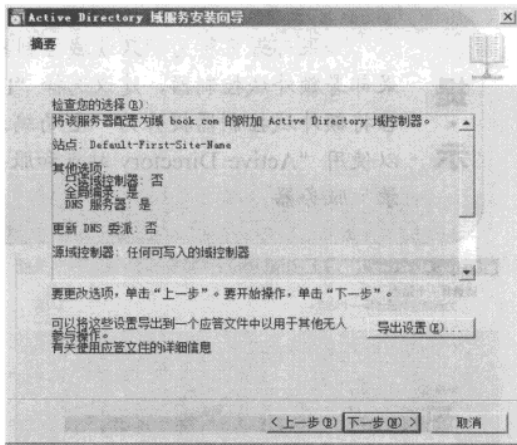 Active Directory 域服务安装向导
摘要
检查您的选择(R):
将该服务器配置为域 book.com 的附加 Active Directory 域控制器。
站点: Default-First-Site-Name
其他选项:
只读域控制器: 否
全局编录: 是
DNS 服务器: 是
更新 DNS 委派: 否
源域控制器: 任何可写入的域控制器
要更改选项，单击“上一步”。要开始操作，单击“下一步”。
可以将这些设置导出到一个应答文件中以用于其他无人
参与操作。
导出设置(E)...
有关使用应答文件的详细信息
< 上一步(B)
下一步(N) >
取消